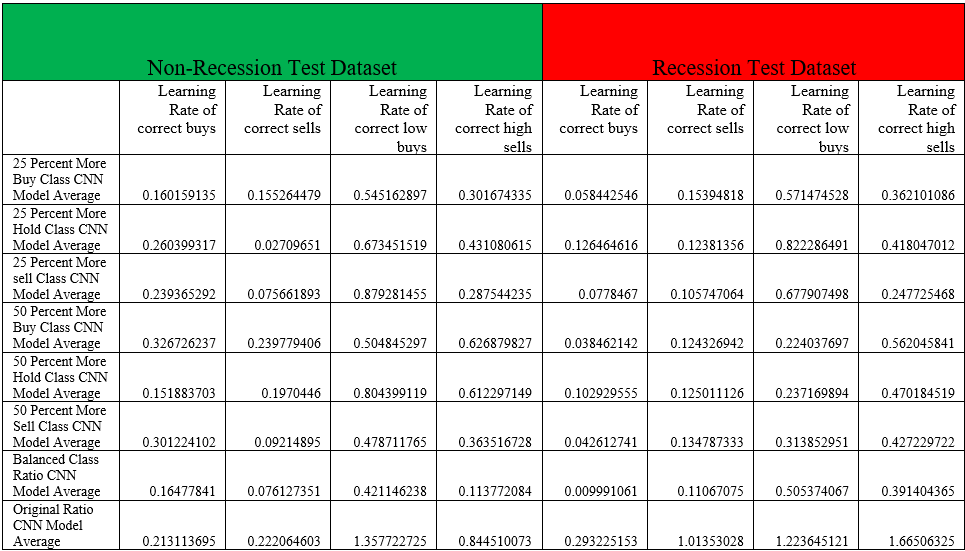 Non-Recession Test Dataset Recession Test Dataset
Learning Rate of correct buys Learning Rate of correct sells Learning Rate of correct low buys Learning Rate of correct high sells Learning Rate of correct buys Learning Rate of correct sells Learning Rate of correct low buys Learning Rate of correct high sells
25 Percent More
Buy Class CNN
Model Average 0.160159135 0.155264479 0.545162897 0.301674335 0.058442546 0.15394818 0.571474528 0.362101086
25 Percent More
Hold Class CNN
Model Average 0.260399317 0.02709651 0.673451519 0.431080615 0.126464616 0.12381356 0.822286491 0.418047012
25 Percent More
sell Class CNN
Model Average 0.239365292 0.075661893 0.879281455 0.287544235 0.0778467 0.105747064 0.677907498 0.247725468
50 Percent More
Buy Class CNN
Model Average 0.326726237 0.239779406 0.504845297 0.626879827 0.038462142 0.124326942 0.224037697 0.562045841
50 Percent More
Hold Class CNN
Model Average 0.151883703 0.1970446 0.804399119 0.612297149 0.102929555 0.125011126 0.237169894 0.470184519
50 Percent More
Sell Class CNN
Model Average 0.301224102 0.09214895 0.478711765 0.363516728 0.042612741 0.134787333 0.313852951 0.427229722
Balanced Class
Ratio CNN
Model Average 0.16477841 0.076127351 0.421146238 0.113772084 0.009991061 0.11067075 0.505374067 0.391404365
Original Ratio
CNN Model
Average 0.213113695 0.222064603 1.357722725 0.844510073 0.293225153 1.01353028 1.223645121 1.66506325